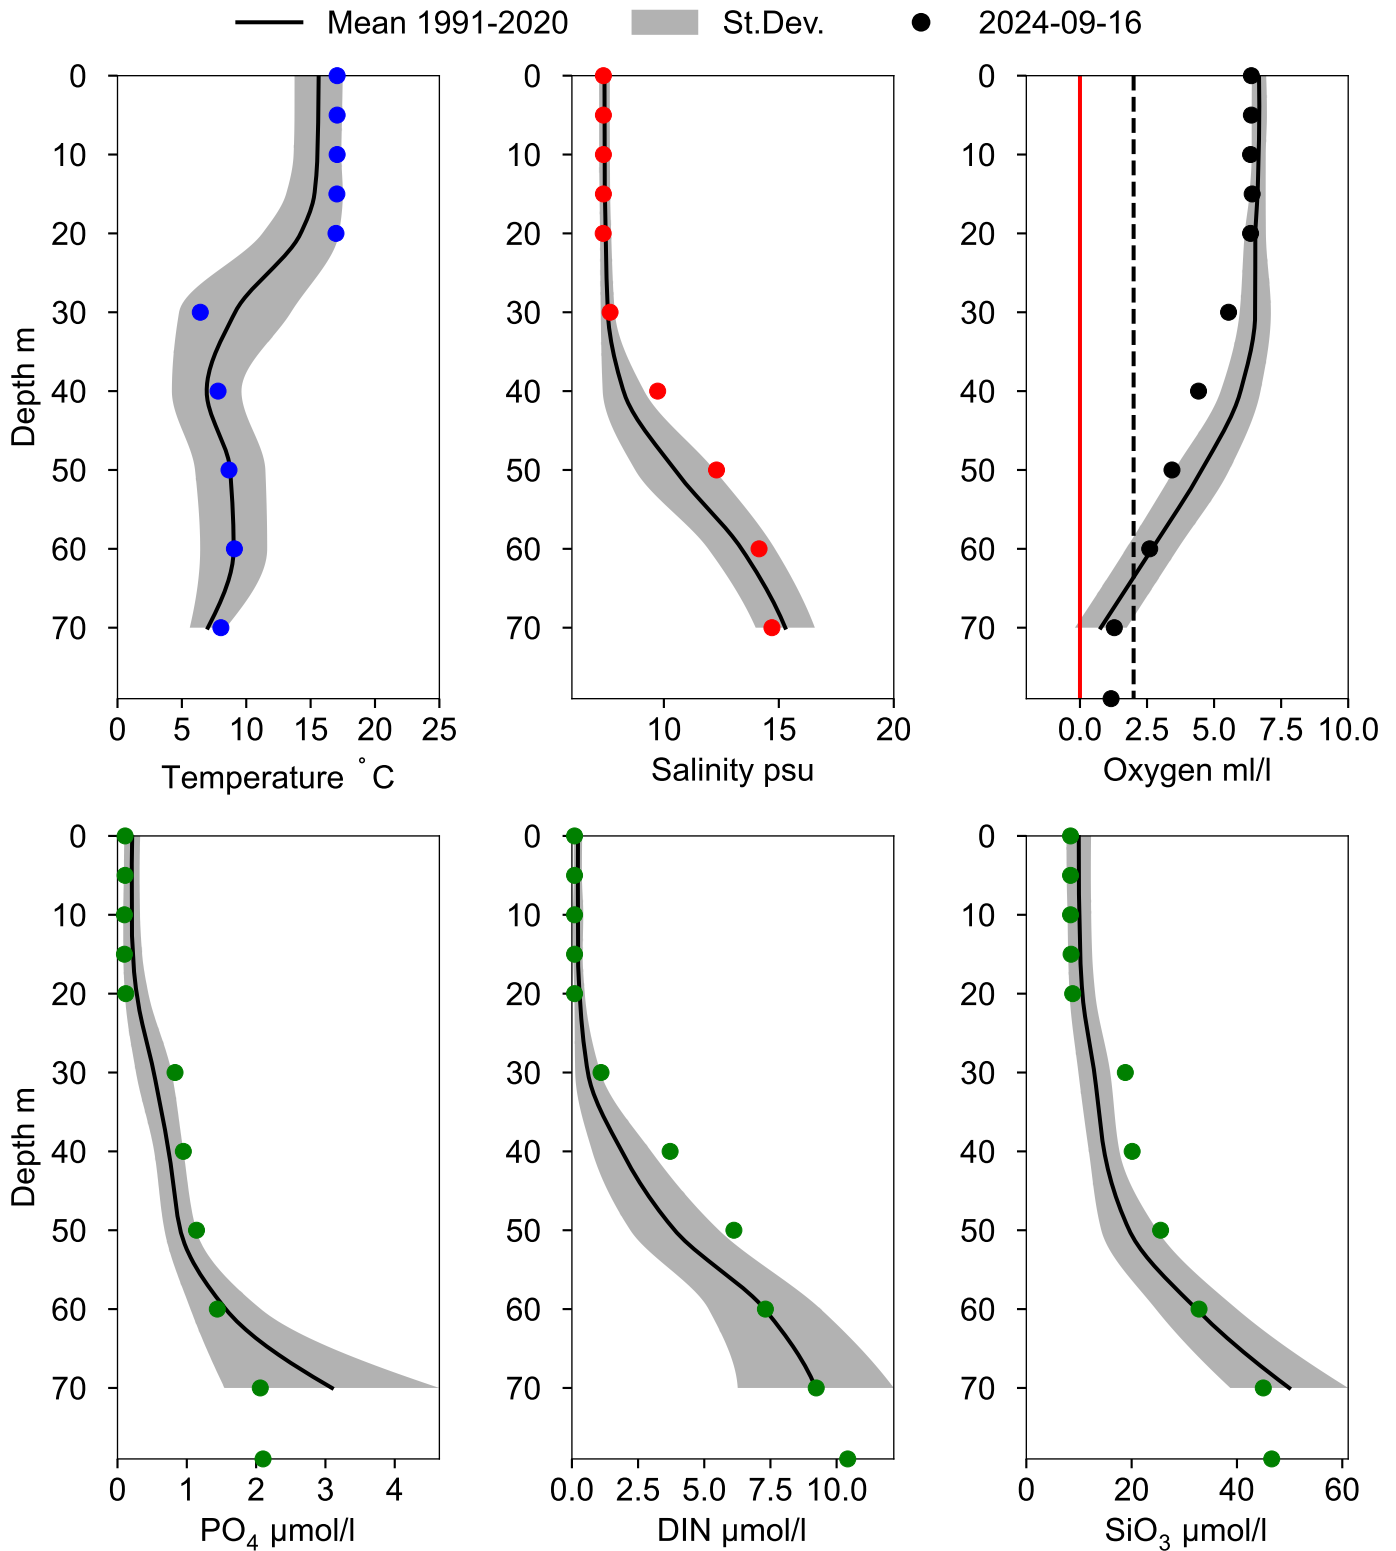 Mean 1991-2020 St.Dev. 2024-09-16
0 0 0
10 10 10
20 20 20
30 30 30
40 40 40
50 50 50
60 60 60
70 70 70
Depth m
0 5 10 15 20 25 10 15 20 0.0 2.5 5.0 7.5 10.0
Temperature °C Salinity psu Oxygen ml/l
0 0 0
10 10 10
20 20 20
30 30 30
40 40 40
50 50 50
60 60 60
70 70 70
Depth m
0 1 2 3 4 0.0 2.5 5.0 7.5 10.0 0 20 40 60
PO₄ µmol/l DIN µmol/l SiO₃ µmol/l